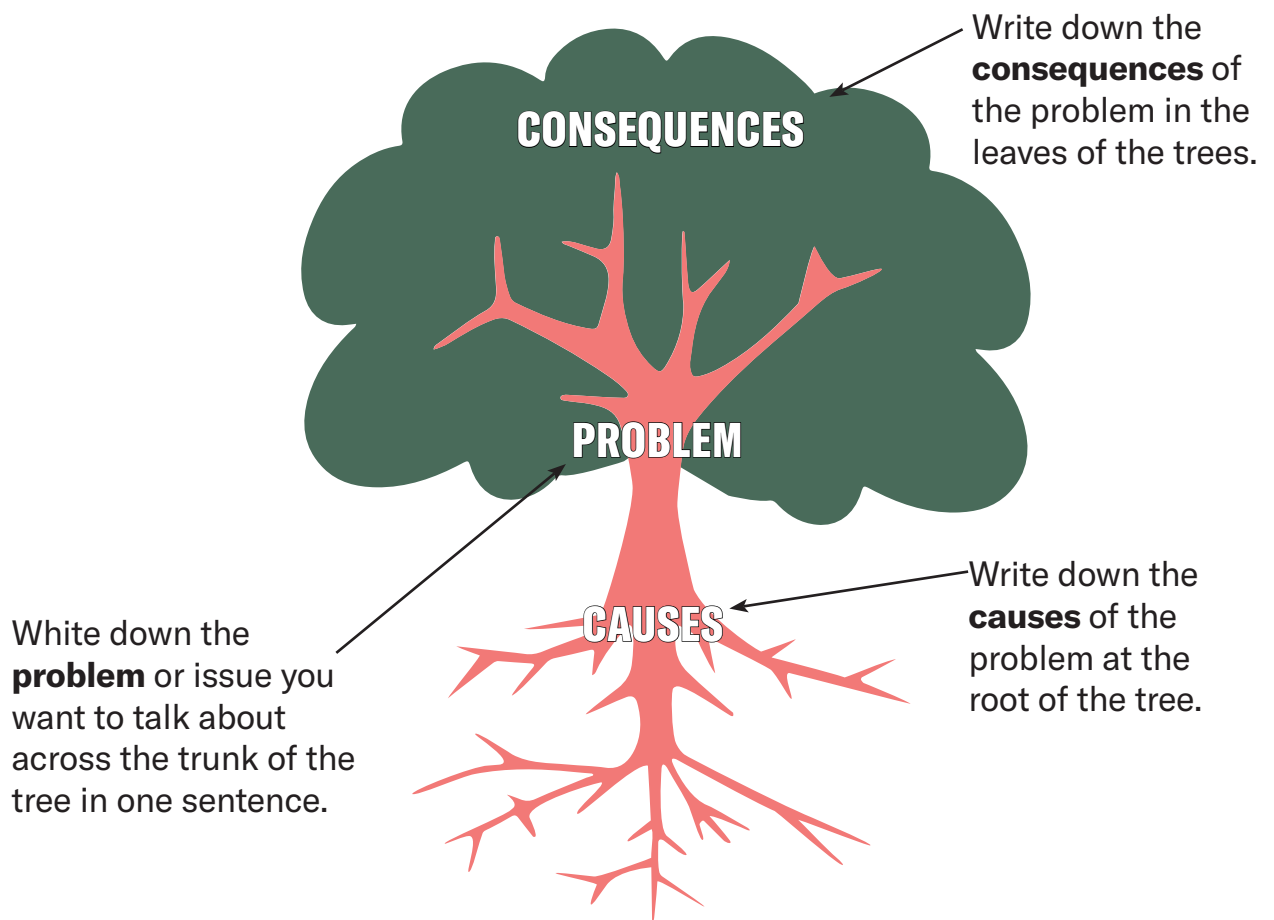 Write down the
consequences of
the problem in the
leaves of the trees.
CONSEQUENCES
PROBLEM
CAUSES
Write down the
causes of the
problem at the
root of the tree.
White down the
problem or issue you
want to talk about
across the trunk of the
tree in one sentence.